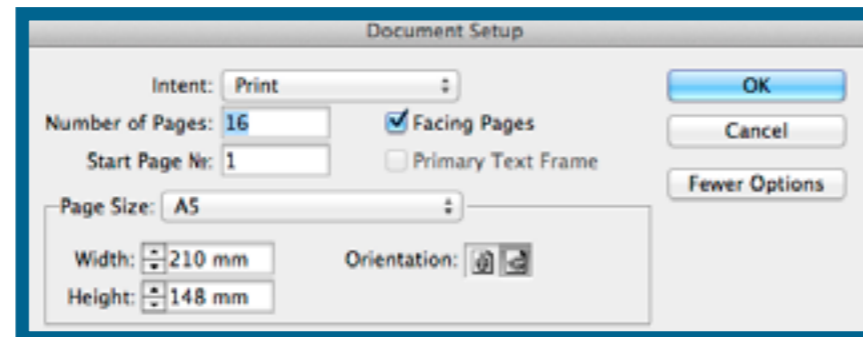 Document Setup
Intent: Print
OK
Number of Pages: 16
Facing Pages
Cancel
Start Page №: 1
Primary Text Frame
Fewer Options
Page Size: A5
Width: 210 mm
Orientation:
Height: 148 mm